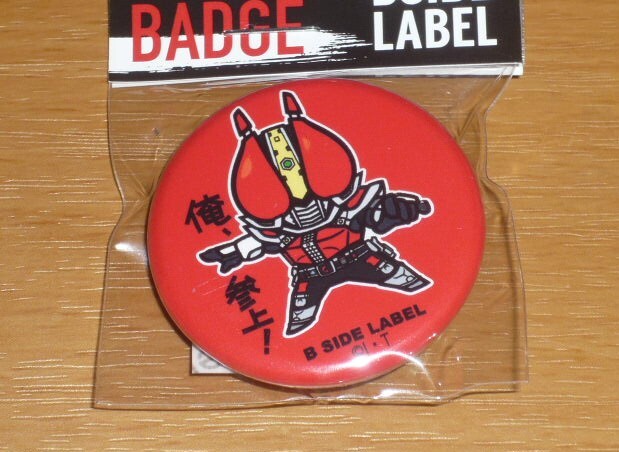 BADGE
LABEL
俺、
参上!
B SIDE LABEL
©I・T